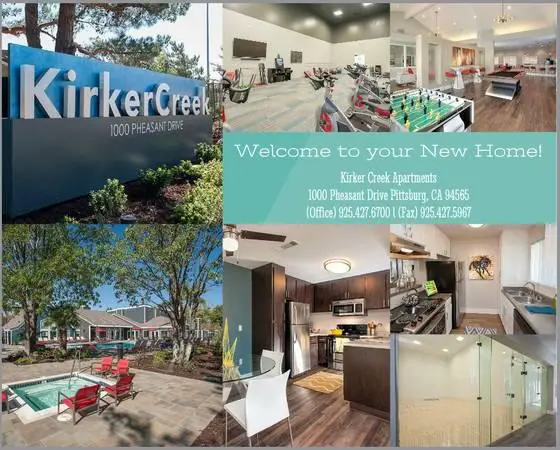 KirkerCreek
1000 PHEASANT DRIVE
Welcome to your New Home!
Kirker Creek Apartments
1000 Pheasant Drive Pittsburg, CA 94565
(Office) 925.427.6700 l (Fax) 925.427.5967